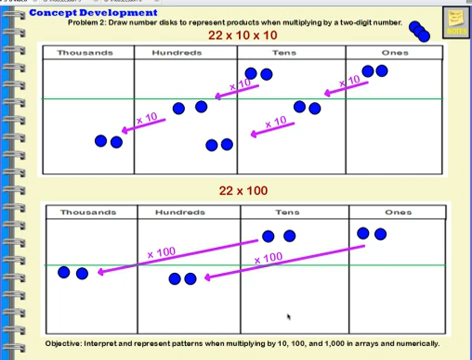 Concept Development
Problem 2: Draw number disks to represent products when multiplying by a two-digit number.
22 x 10 x 10
Thousands Hundreds Tens Ones
x 10 x 10
x 10 x 10
22 x 100
Thousands Hundreds Tens Ones
x 100 x 100
Objective: Interpret and represent patterns when multiplying by 10, 100, and 1,000 in arrays and numerically.